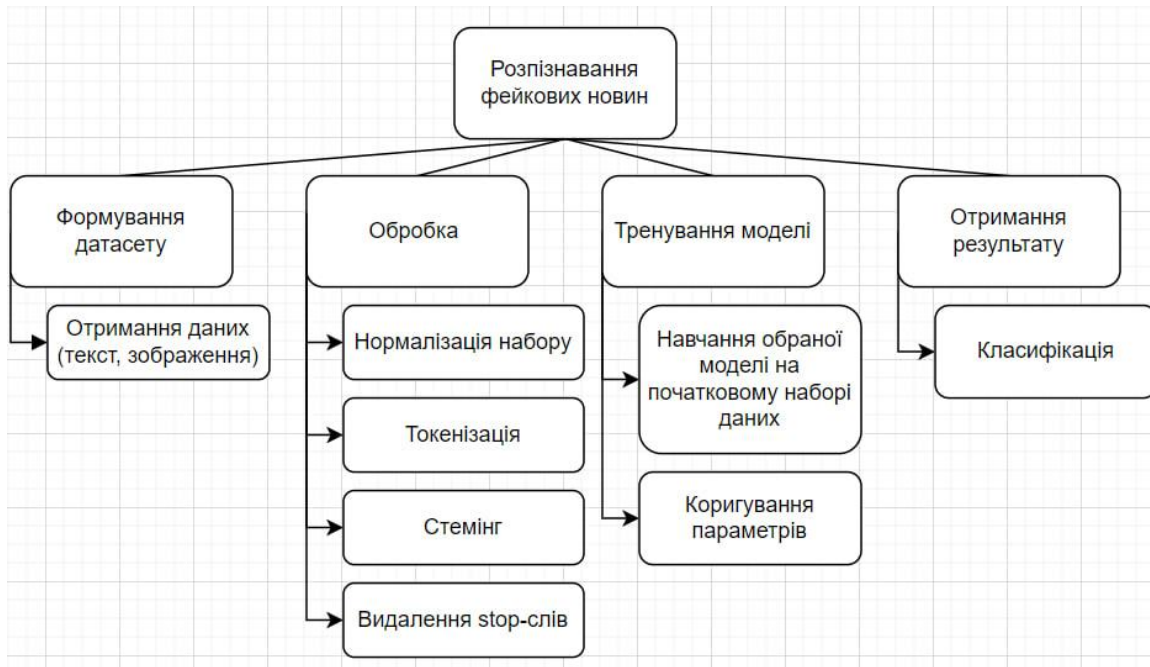 Розпізнавання
фейкових новин
Формування
датасету
Обробка
Тренування моделі
Отримання
результату
Отримання даних
(текст, зображення)
Нормалізація набору
Токенізація
Стемінг
Видалення stop-слів
Навчання обраної
моделі на
початковому наборі
даних
Коригування
параметрів
Класифікація